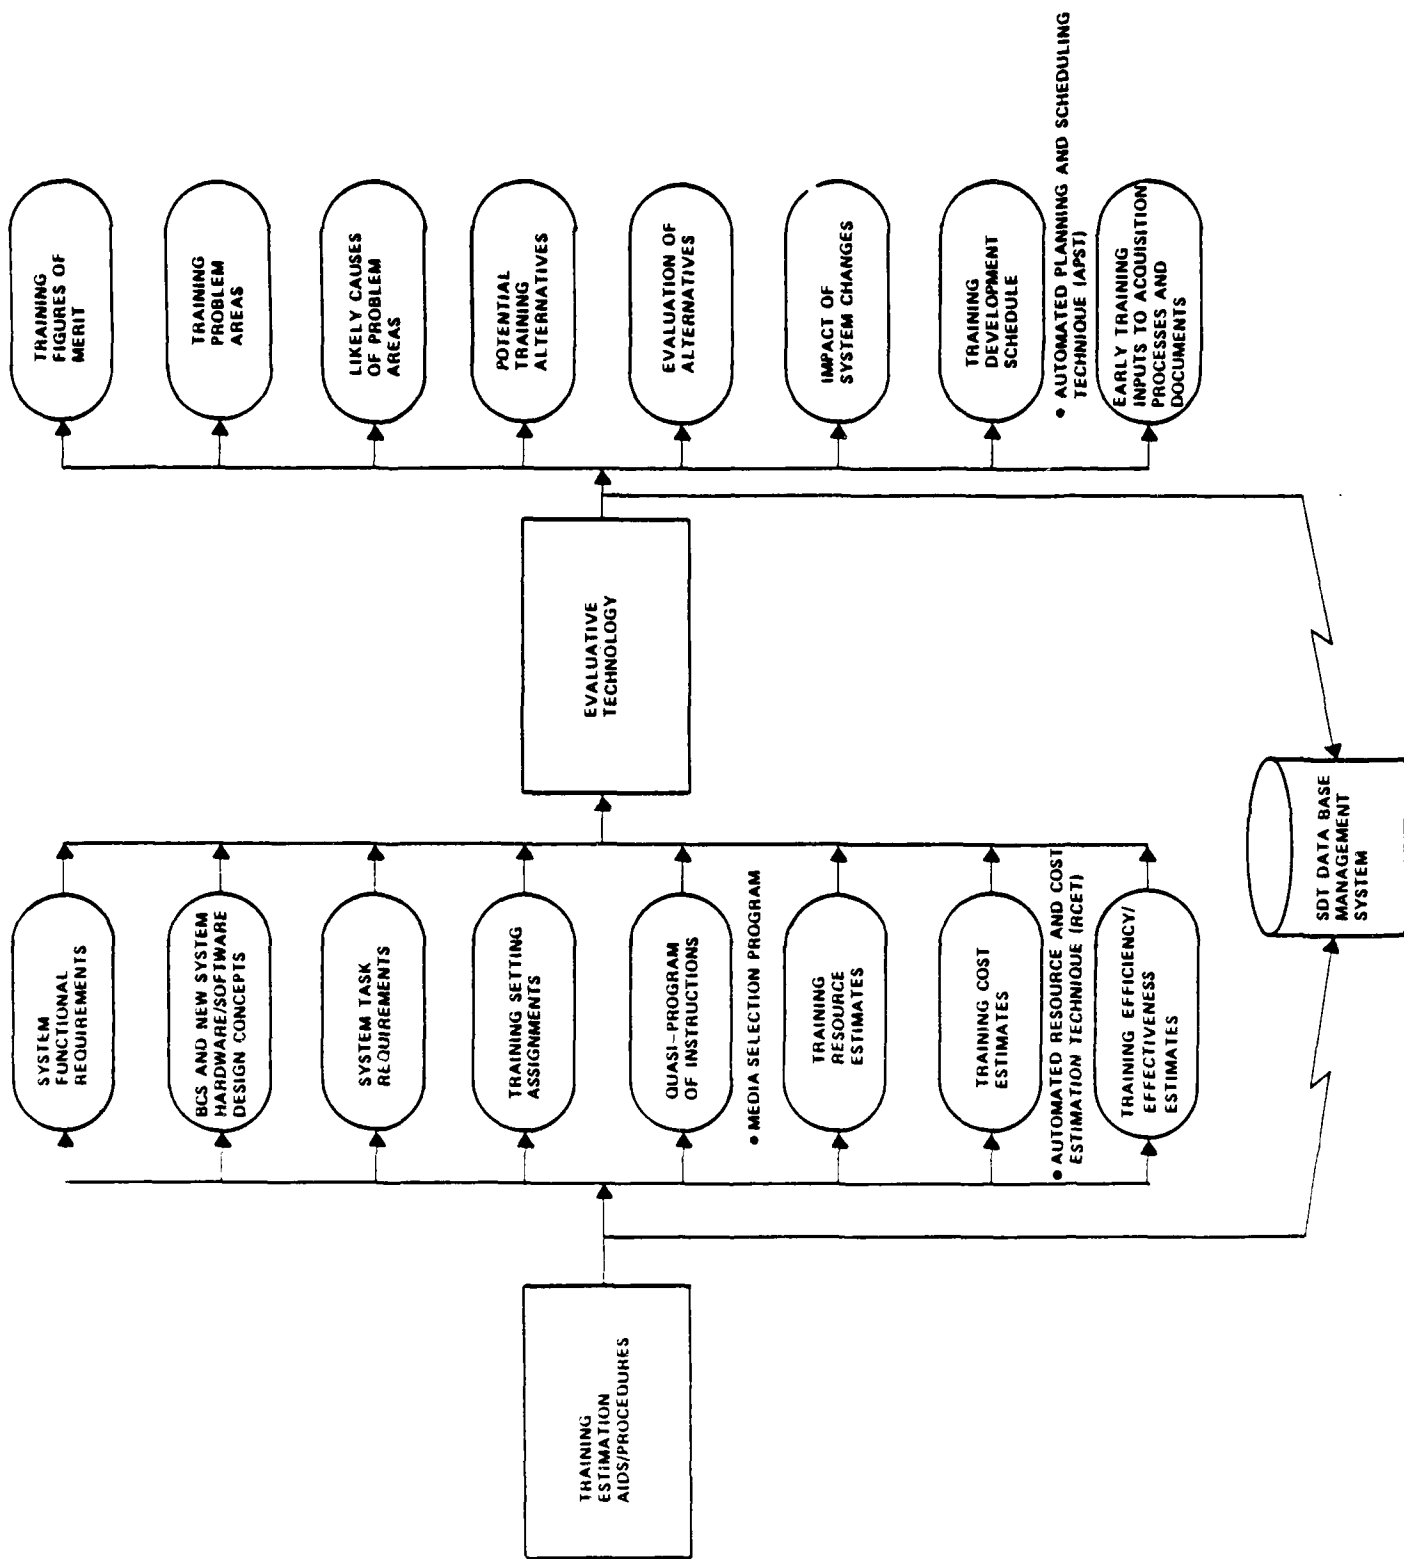 TRAINING
ESTIMATION
AIDS/PROCEDURES
SYSTEM
FUNCTIONAL
REQUIREMENTS
BCS AND NEW SYSTEM
HARDWARE/SOFTWARE
DESIGN CONCEPTS
SYSTEM TASK
REQUIREMENTS
TRAINING SETTING
ASSIGNMENTS
QUASI-PROGRAM
OF INSTRUCTIONS
• MEDIA SELECTION PROGRAM
TRAINING
RESOURCE
ESTIMATES
TRAINING COST
ESTIMATES
• AUTOMATED RESOURCE AND COST
ESTIMATION TECHNIQUE (RCET)
TRAINING EFFICIENCY/
EFFECTIVENESS
ESTIMATES
EVALUATIVE
TECHNOLOGY
TRAINING
FIGURES OF
MERIT
TRAINING
PROBLEM
AREAS
LIKELY CAUSES
OF PROBLEM
AREAS
POTENTIAL
TRAINING
ALTERNATIVES
EVALUATION OF
ALTERNATIVES
IMPACT OF
SYSTEM CHANGES
TRAINING
DEVELOPMENT
SCHEDULE
• AUTOMATED PLANNING AND SCHEDULING
TECHNIQUE (APST)
EARLY TRAINING
INPUTS TO ACQUISITION
PROCESSES AND
DOCUMENTS
SDT DATA BASE
MANAGEMENT
SYSTEM